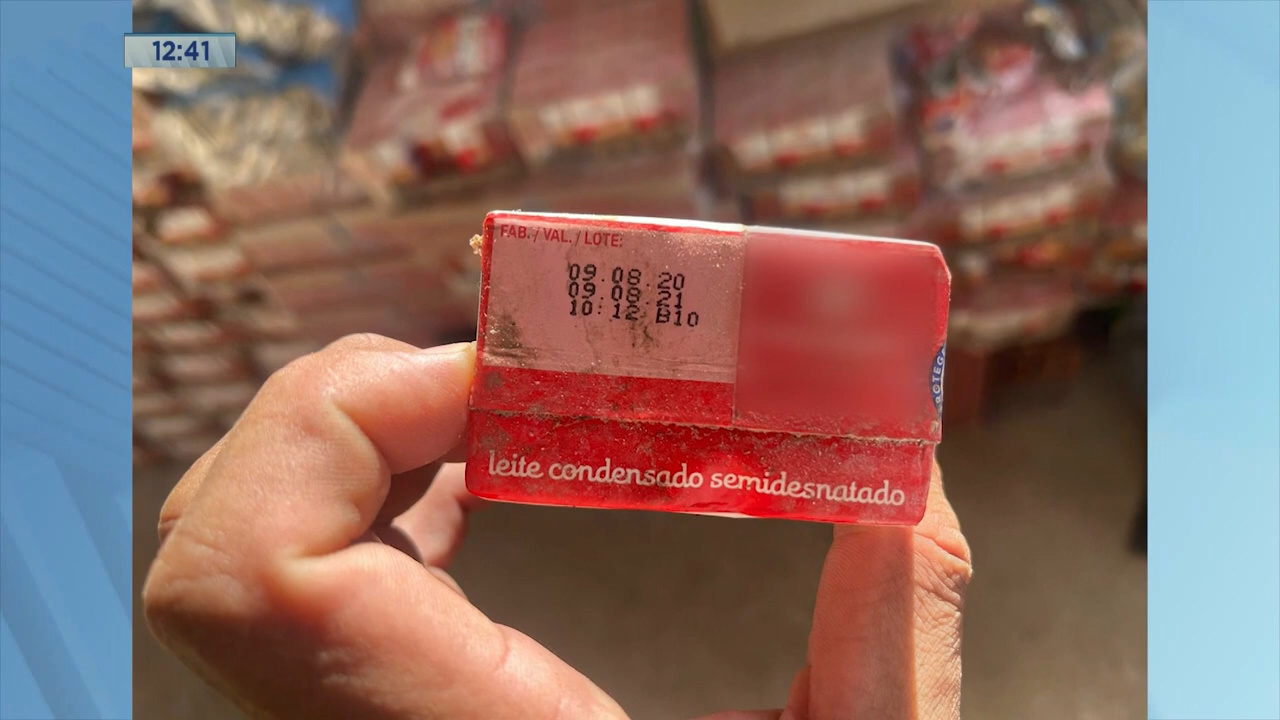 12:41
FAB./VAL./LOTE:
09.08.20
09.08.21
10:12 B10
leite condensado semidesnatado